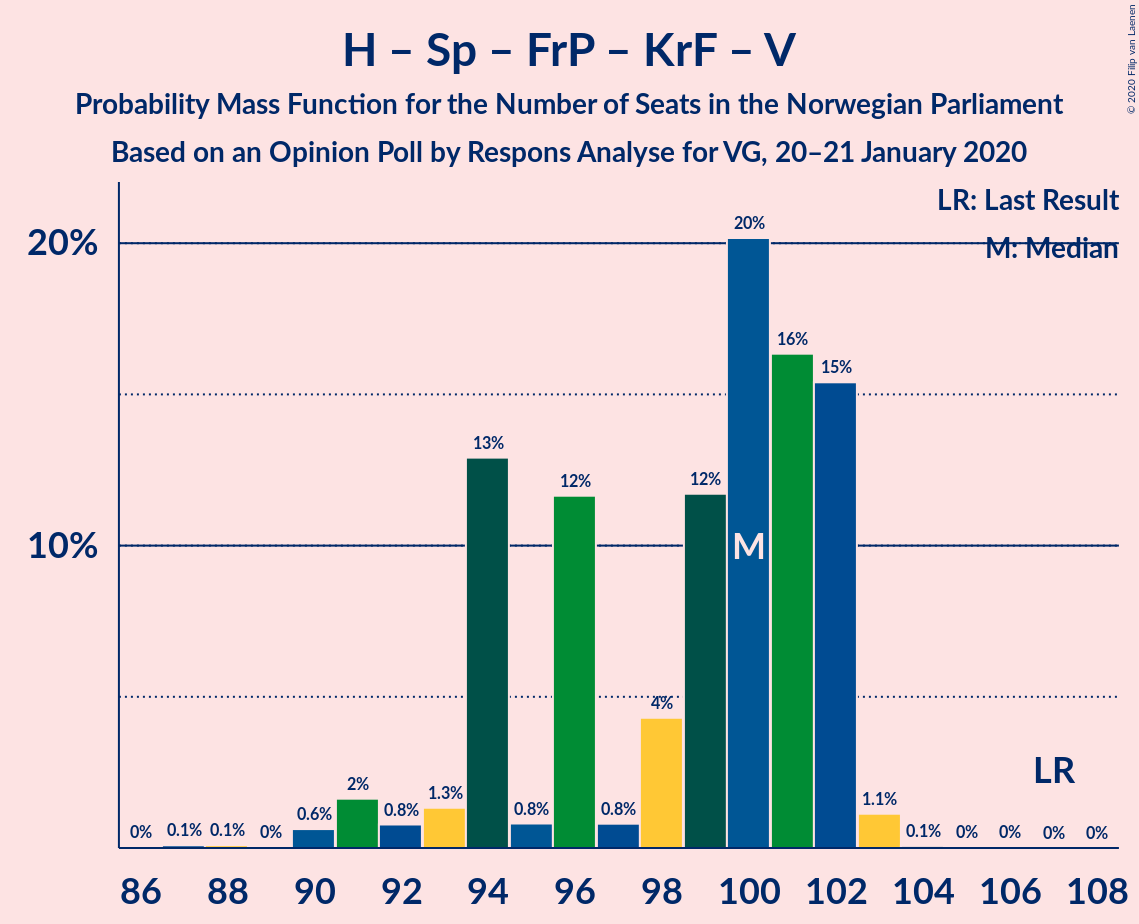 H – Sp – FrP – KrF – V
Probability Mass Function for the Number of Seats in the Norwegian Parliament
Based on an Opinion Poll by Respons Analyse for VG, 20–21 January 2020
© 2020 Filip van Laenen
LR: Last Result
M: Median
20%
10%
0%
0.1%
0.1%
0%
0.6%
2%
0.8%
1.3%
13%
0.8%
12%
0.8%
4%
12%
20%
16%
15%
1.1%
0.1%
0%
0%
0%
0%
M
LR
86 88 90 92 94 96 98 100 102 104 106 108